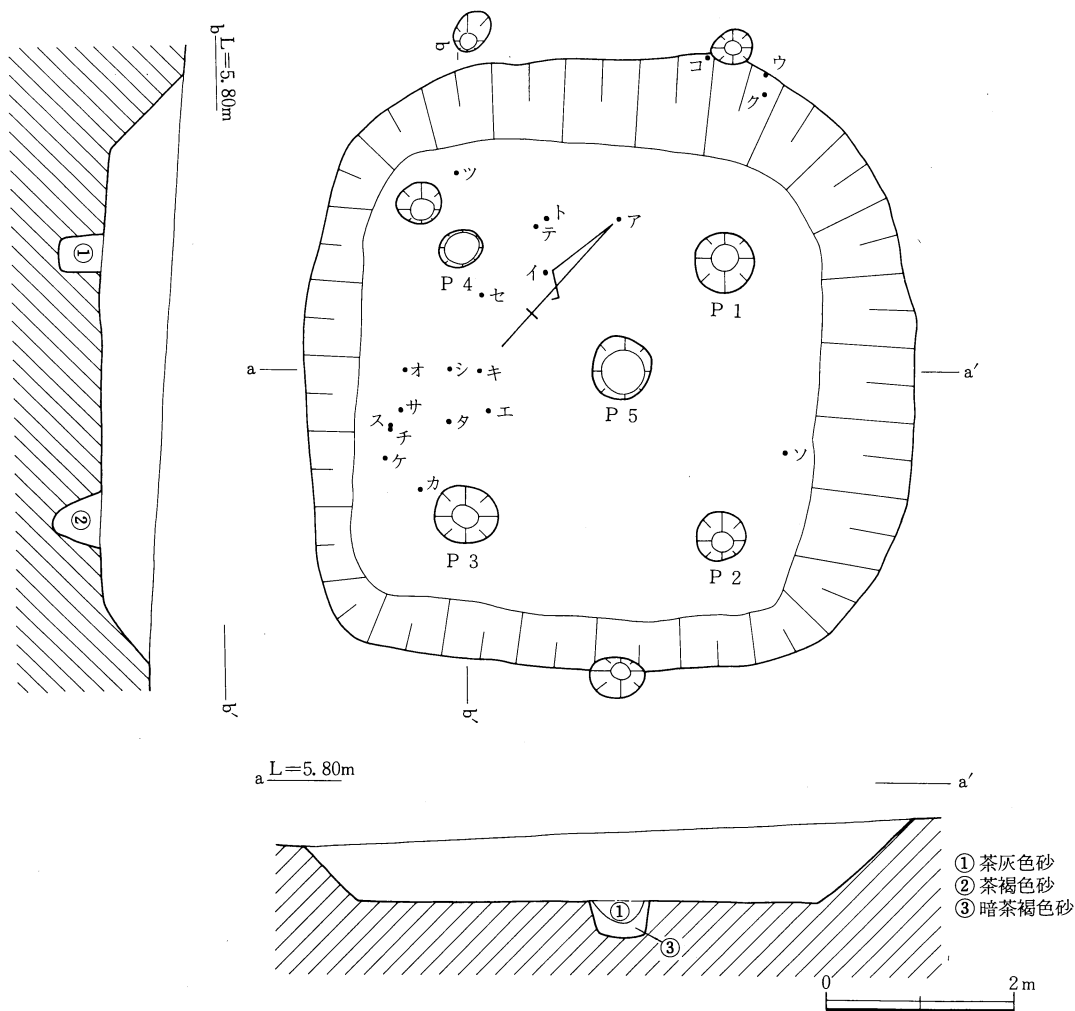 b L=5.80m
b
コ
ウ
ク
ツ
ト
テ
ア
イ
P 4
セ
P 1
a
a′
オ
シ
キ
P 5
サ
エ
ス
タ
チ
ソ
ケ
カ
P 3
P 2
①
②
b′
b′
a L=5.80m
a′
①
③
① 茶灰色砂
② 茶褐色砂
③ 暗茶褐色砂
0 2m